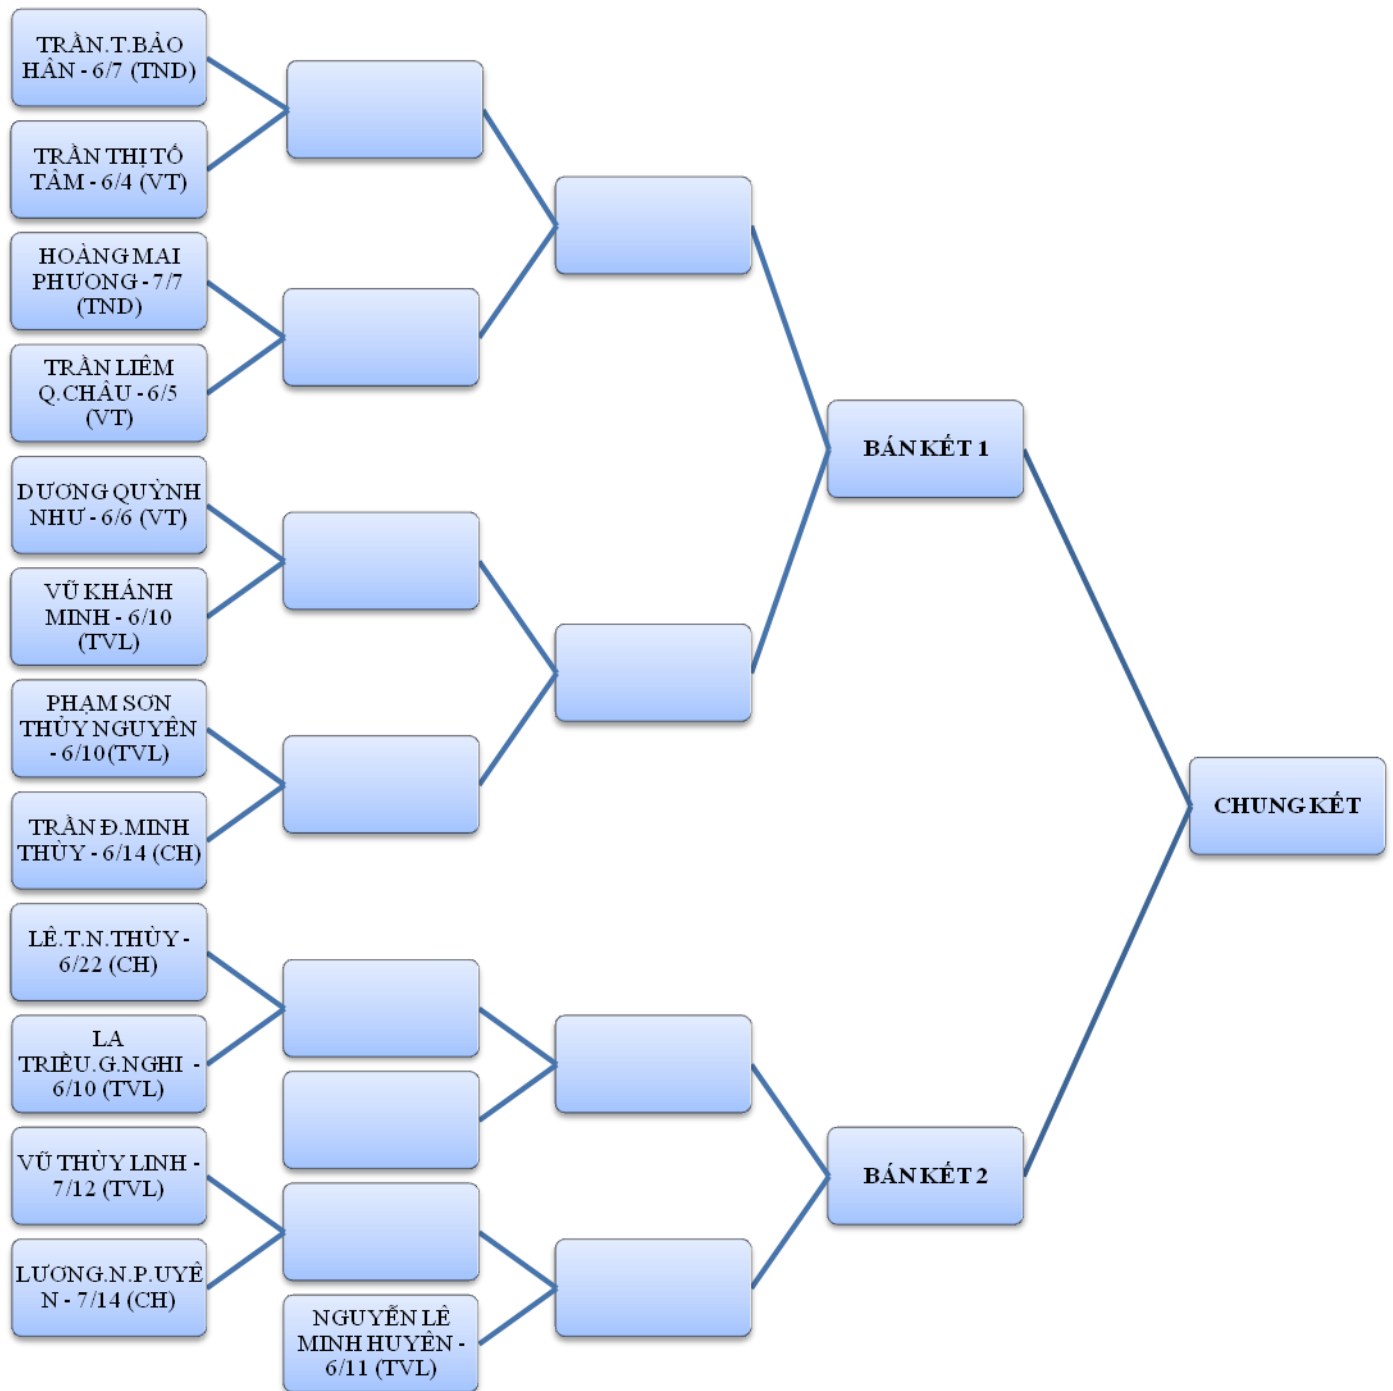 TRẦN.T.BẢO
HÂN - 6/7 (TND)
TRẦN THỊ TỐ
TÂM - 6/4 (VT)
HOÀNG MAI
PHƯƠNG - 7/7
(TND)
TRẦN LIÊM
Q.CHÂU - 6/5
(VT)
DƯƠNG QUỲNH
NHƯ - 6/6 (VT)
VŨ KHÁNH
MINH - 6/10
(TVL)
PHẠM SƠN
THỦY NGUYÊN
- 6/10(TVL)
TRẦN Đ.MINH
THÙY - 6/14 (CH)
LÊ.T.N.THÙY -
6/22 (CH)
LA
TRIỀU.G.NGHI -
6/10 (TVL)
VŨ THÙY LINH -
7/12 (TVL)
LƯƠNG.N.P.UYÊ
N - 7/14 (CH)
NGUYỄN LÊ
MINH HUYÊN -
6/11 (TVL)
BÁN KẾT 1
BÁN KẾT 2
CHUNG KẾT